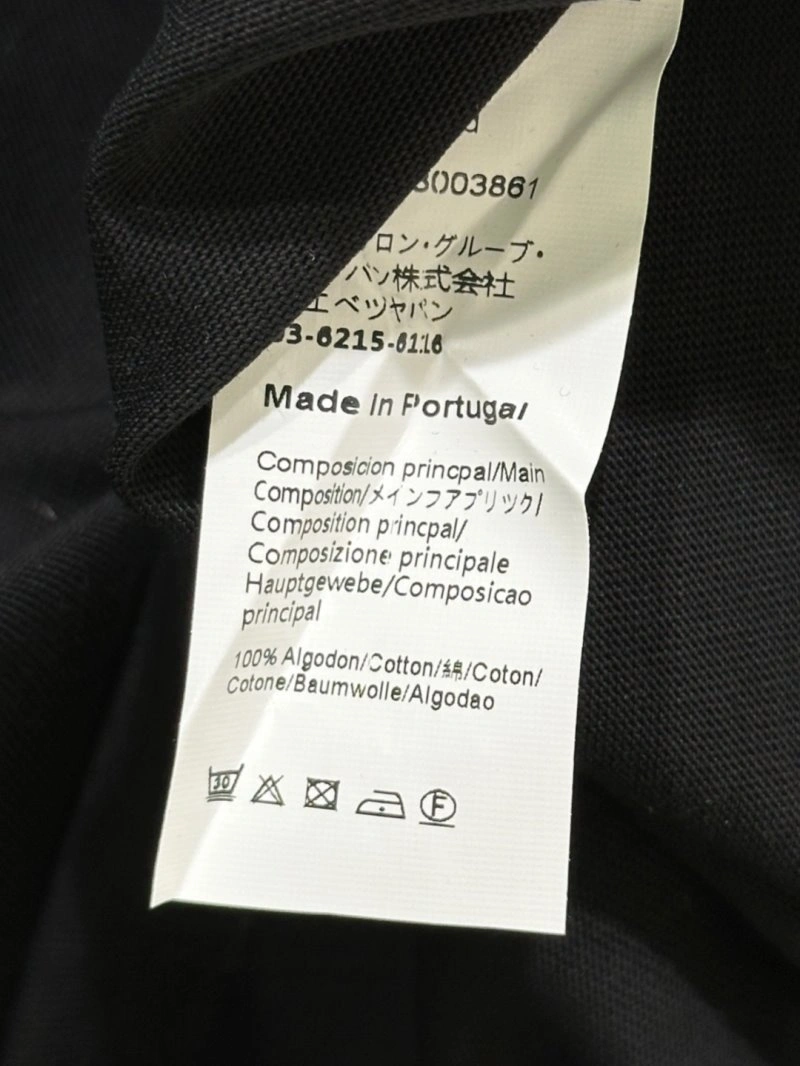 003861
ロン・グループ・
パン株式会社
エベツヤパン
3-6215-6116
Made in Portugal
Composicion princpal/Main
Composition/メインファブリック/
Composition princpal/
Composizione principale
Hauptgewebe/Composicao
principal
100% Algodon/Cotton/綿/Coton/
Cotone/Baumwolle/Algodao
30
F